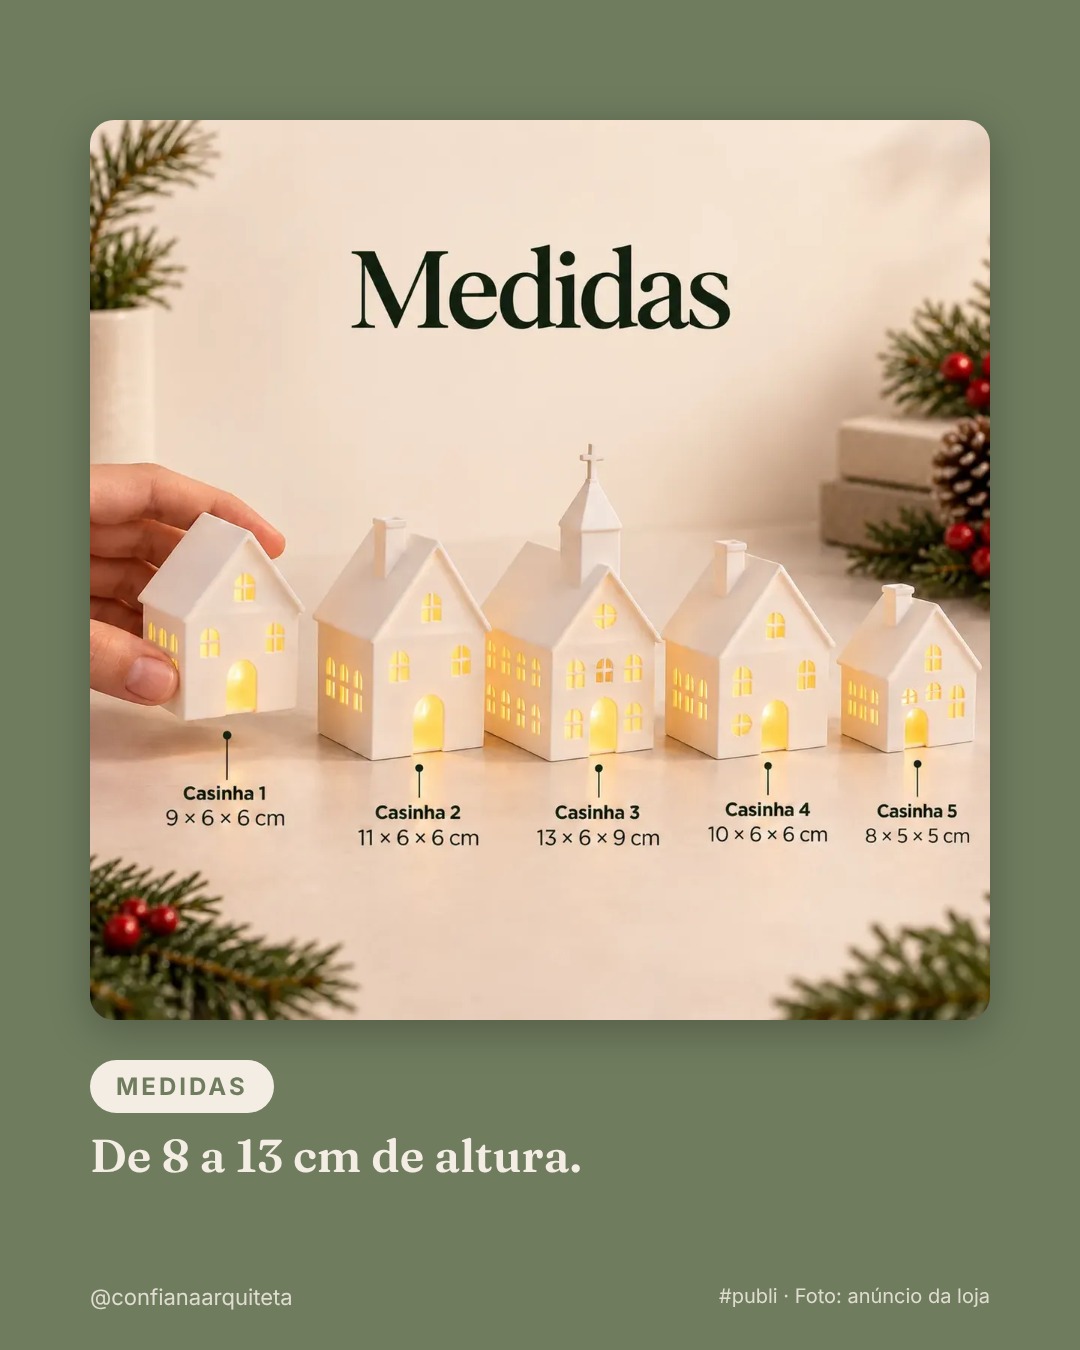 Medidas
Casinha 1
9 × 6 × 6 cm
Casinha 2
11 × 6 × 6 cm
Casinha 3
13 × 6 × 9 cm
Casinha 4
10 × 6 × 6 cm
Casinha 5
8 × 5 × 5 cm
MEDIDAS
De 8 a 13 cm de altura.
@confianaarquiteta
#publi · Foto: anúncio da loja